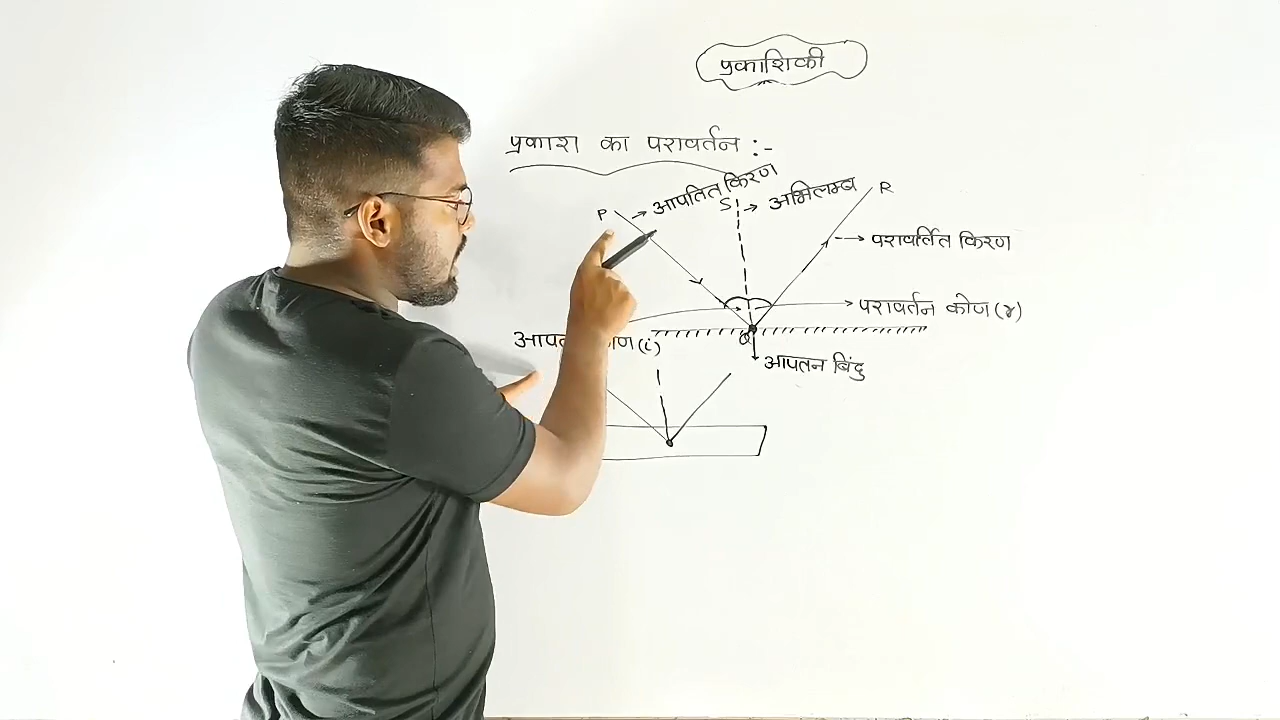 प्रकाशिकी
प्रकाश का परावर्तन :-
P → आपतित किरण
S → अभिलम्ब
R
→ परावर्तित किरण
→ परावर्तन कोण (r)
(i)
Q
आपतन बिंदु